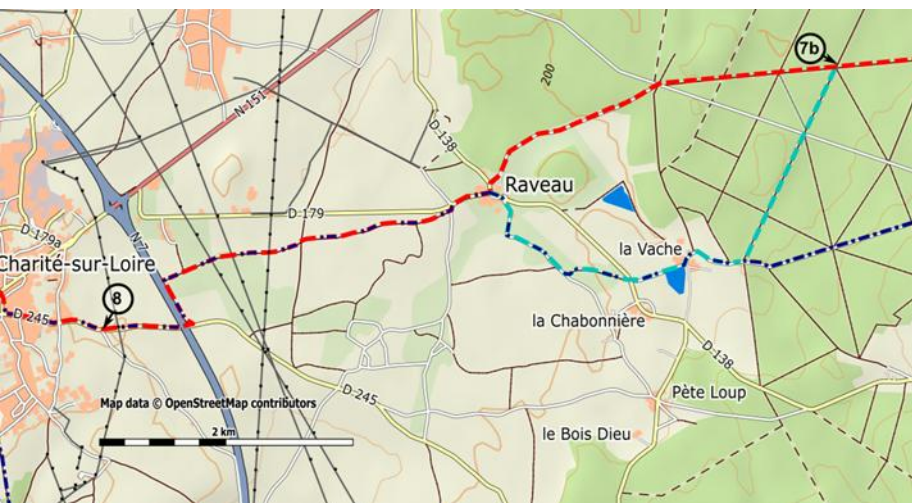 7b
200
N 151
D 138
Raveau
D 179
D 179a
N 7
la Vache
Charité-sur-Loire
8
D 245
la Chabonnière
D 138
D 245
Pète Loup
Map data © OpenStreetMap contributors
2 km
le Bois Dieu